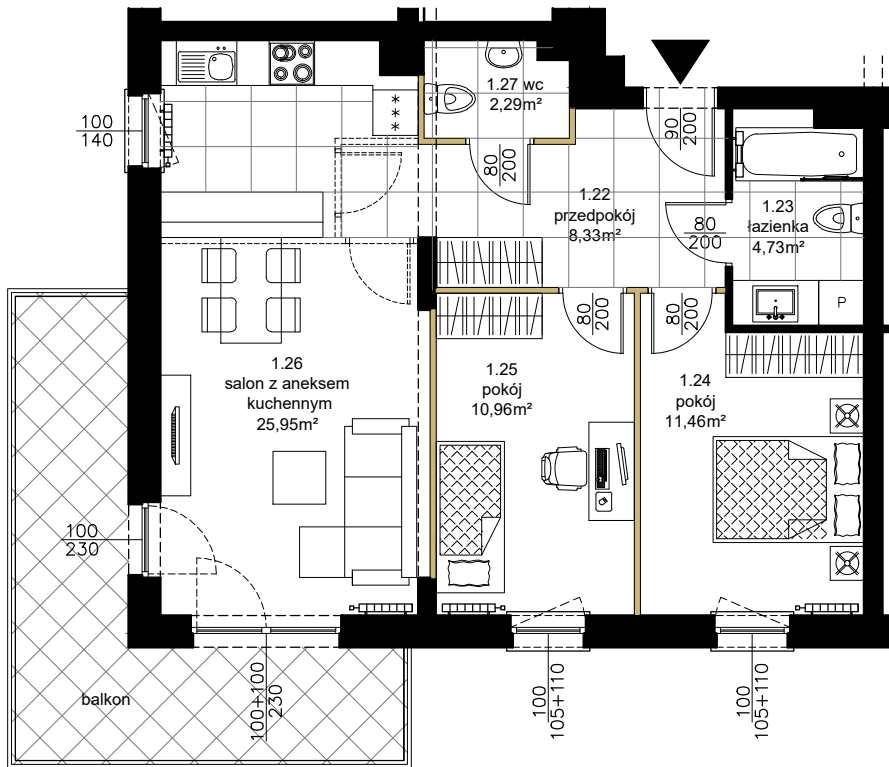 1.27 wc
2,29m²
100
140
90
200
80
200
1.22
przedpokój
8,33m²
1.23
łazienka
4,73m²
80
200
P
80
200
80
200
1.26
salon z aneksem
kuchennym
25,95m²
1.25
pokój
10,96m²
1.24
pokój
11,46m²
100
230
balkon
100+100
230
100
105+110
100
105+110